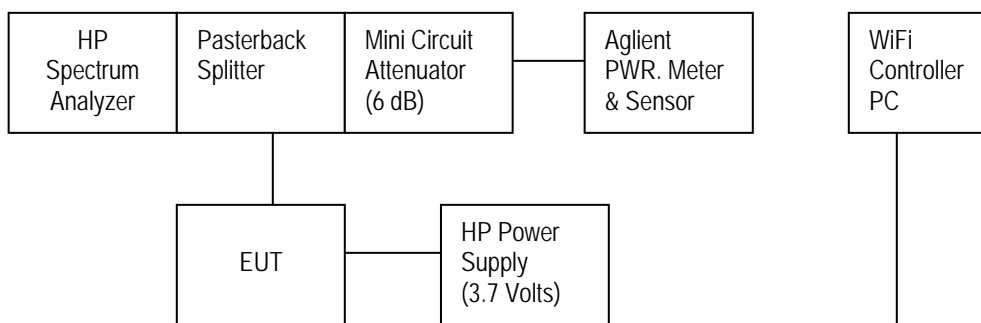 HP
Spectrum
Analyzer
Pasterback
Splitter
Mini Circuit
Attenuator
(6 dB)
Aglient
PWR. Meter
& Sensor
WiFi
Controller
PC
EUT
HP Power
Supply
(3.7 Volts)